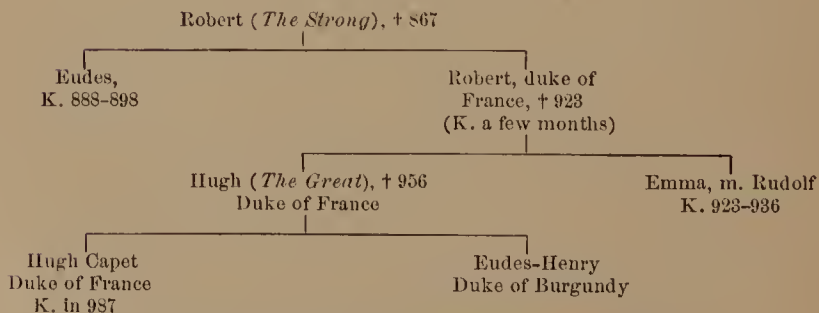 Robert (The Strong), † 867
Eudes,
K. 888-898
Robert, duke of
France, † 923
(K. a few months)
Hugh (The Great), † 956
Duke of France
Emma, m. Rudolf
K. 923-936
Hugh Capet
Duke of France
K. in 987
Eudes-Henry
Duke of Burgundy